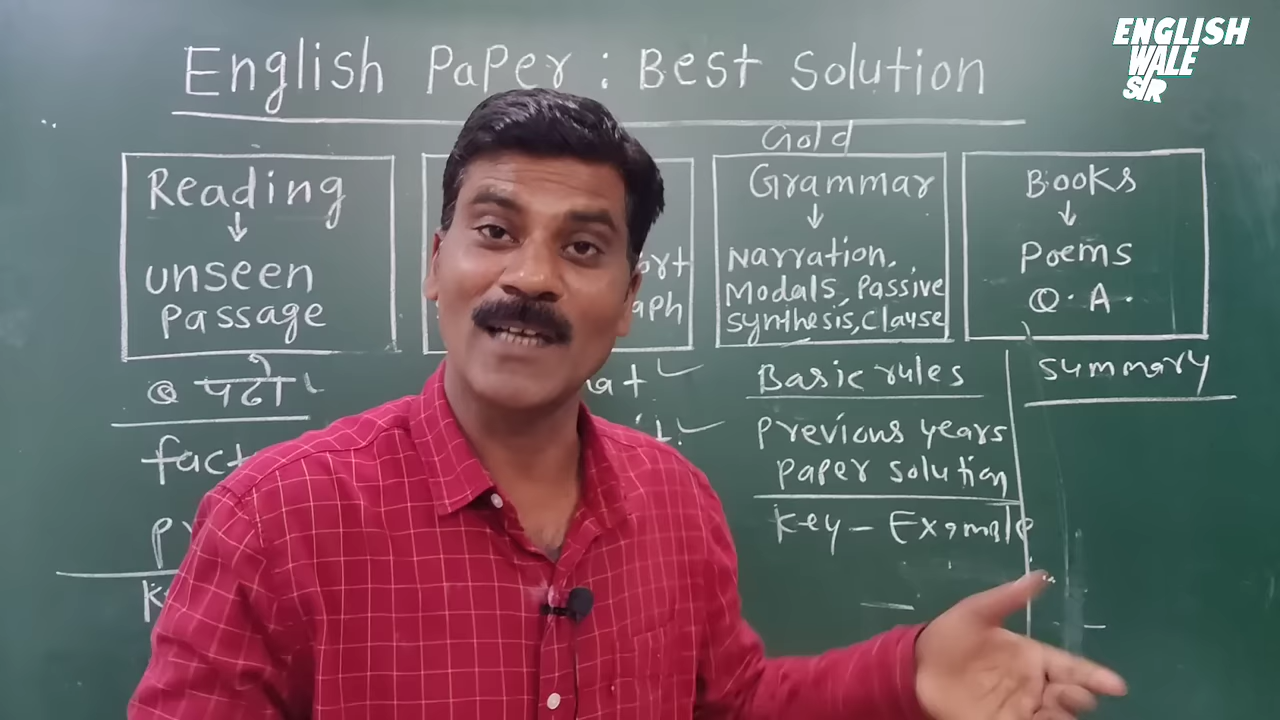 English Paper : Best Solution
ENGLISH
WALE
SIR
Reading
↓
unseen
Passage
@ पढो
Gold
Grammar
↓
Narration,
Modals, Passive
synthesis, Clause
Basic rules
Previous years
paper solution
Key - Example
Books
↓
Poems
Q. A.
Summary